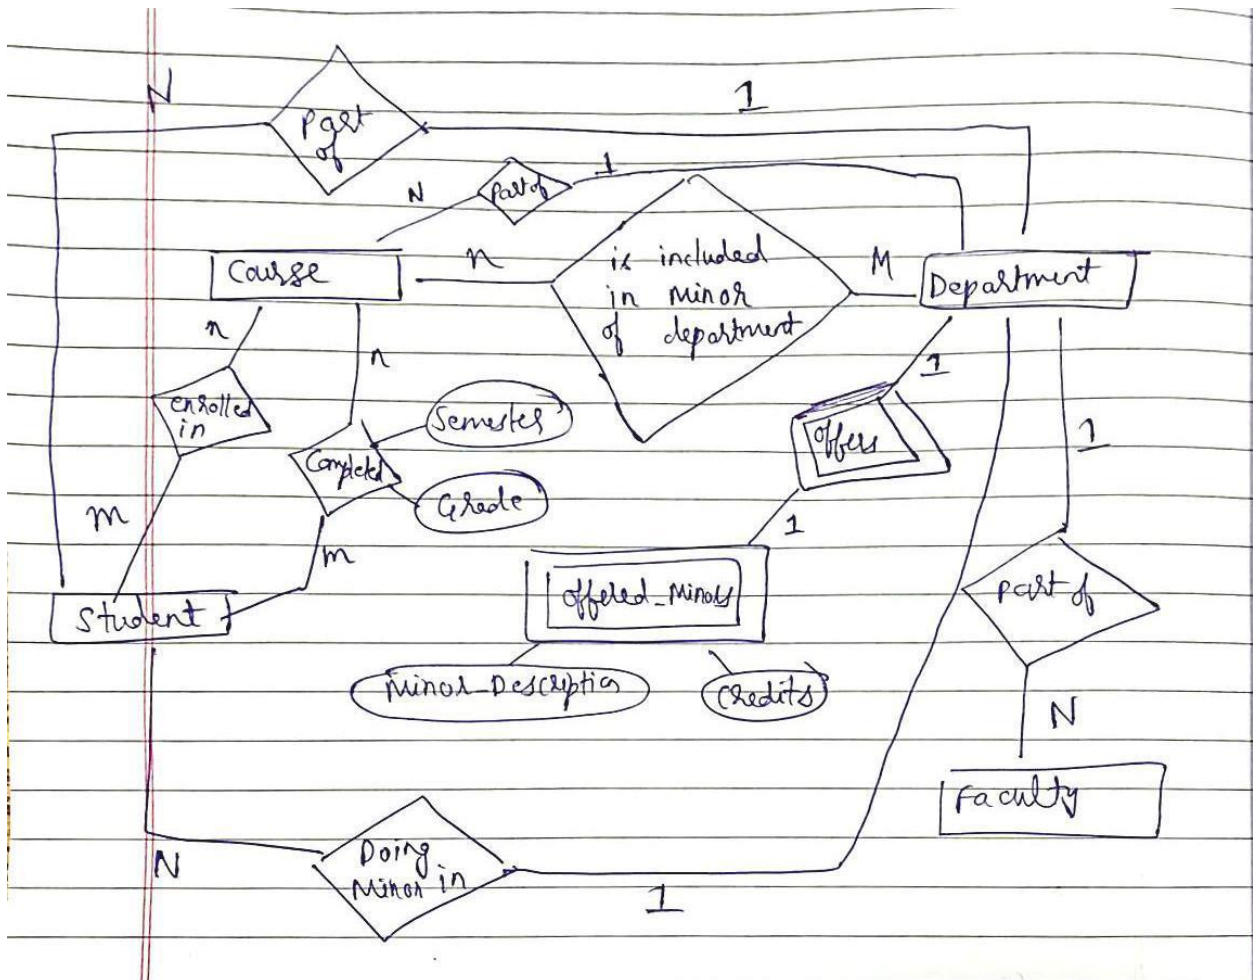 N
1
Part
of
N
Part of
1
Course
n
is included
in Minor
of department
M
Department
n
n
1
enrolled
in
Semester
Completed
offers
1
Grade
m
1
m
offered_Minors
Part of
Student
Minor_Description
Credits
N
Faculty
N
Doing
Minor in
1